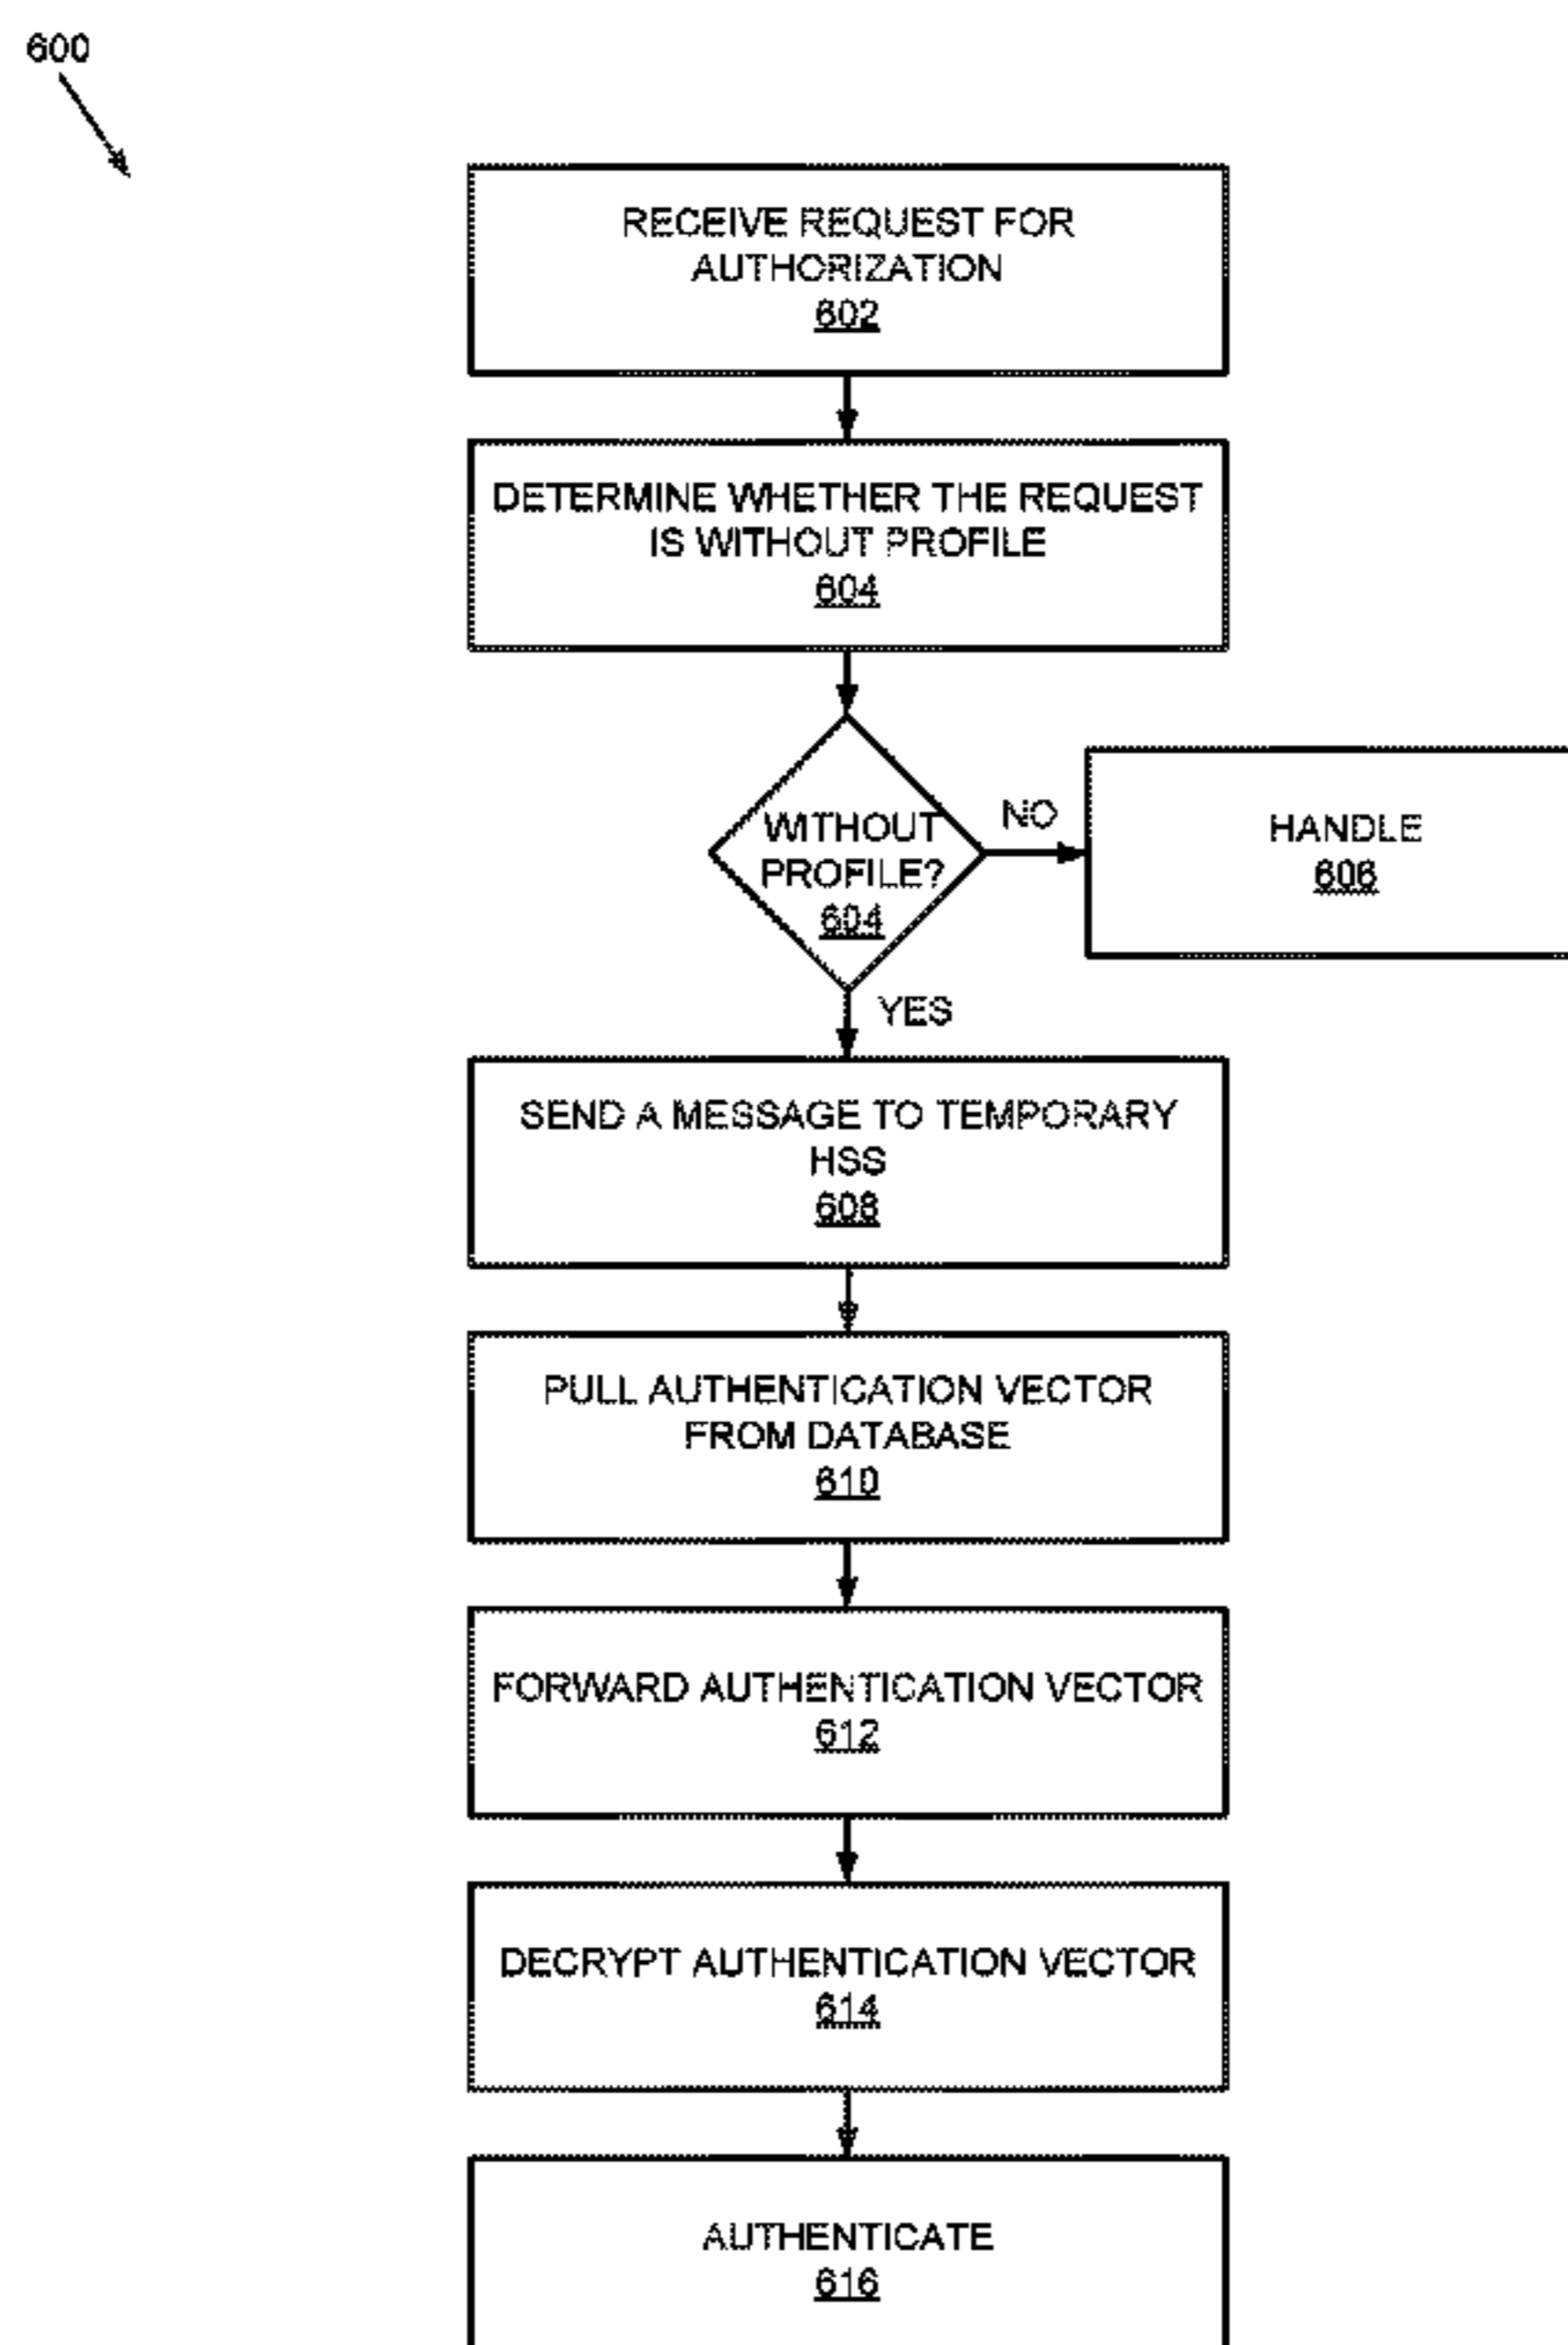 600
RECEIVE REQUEST FOR
AUTHORIZATION
602
DETERMINE WHETHER THE REQUEST
IS WITHOUT PROFILE
604
WITHOUT
PROFILE?
604
NO
HANDLE
606
YES
SEND A MESSAGE TO TEMPORARY
HSS
608
PULL AUTHENTICATION VECTOR
FROM DATABASE
610
FORWARD AUTHENTICATION VECTOR
612
DECRYPT AUTHENTICATION VECTOR
614
AUTHENTICATE
616